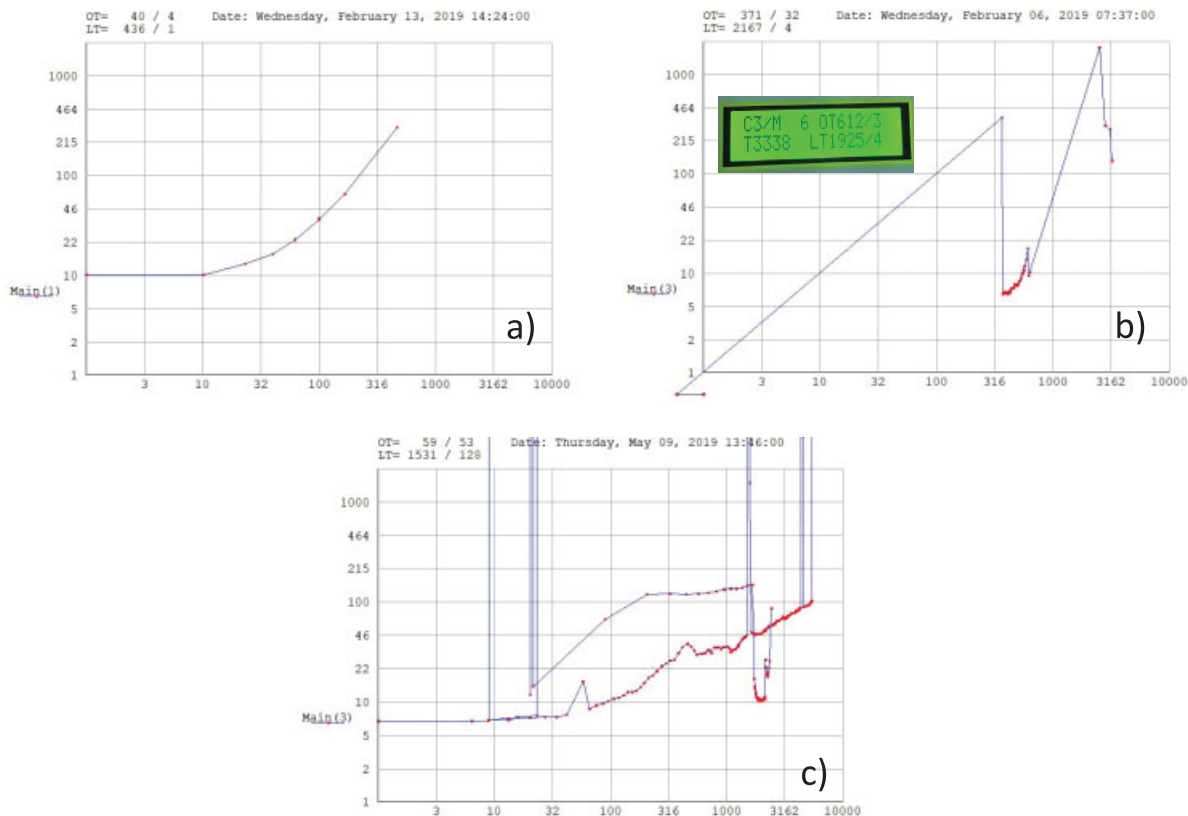 OT= 40 / 4 Date: Wednesday, February 13, 2019 14:24:00
LT= 436 / 1
1000
464
215
100
46
22
10
Main(1)
5
2
1
3 10 32 100 316 1000 3162 10000
a)
OT= 371 / 32 Date: Wednesday, February 06, 2019 07:37:00
LT= 2167 / 4
1000
464
215
100
46
22
10
Main(3)
5
2
1
3 10 32 100 316 1000 3162 10000
C3/M 6 OT612/3
T3338 LT1925/4
b)
OT= 59 / 53 Date: Thursday, May 09, 2019 13:46:00
LT= 1531 / 128
1000
464
215
100
46
22
10
Main(3)
5
2
1
3 10 32 100 316 1000 3162 10000
c)